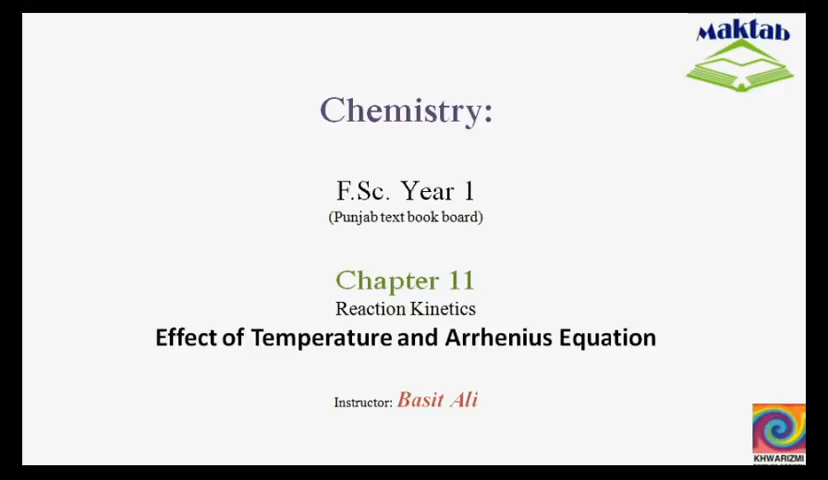 Maktab
Chemistry:
F.Sc. Year 1
(Punjab text book board)
Chapter 11
Reaction Kinetics
Effect of Temperature and Arrhenius Equation
Instructor: Basit Ali
KHWARIZMI